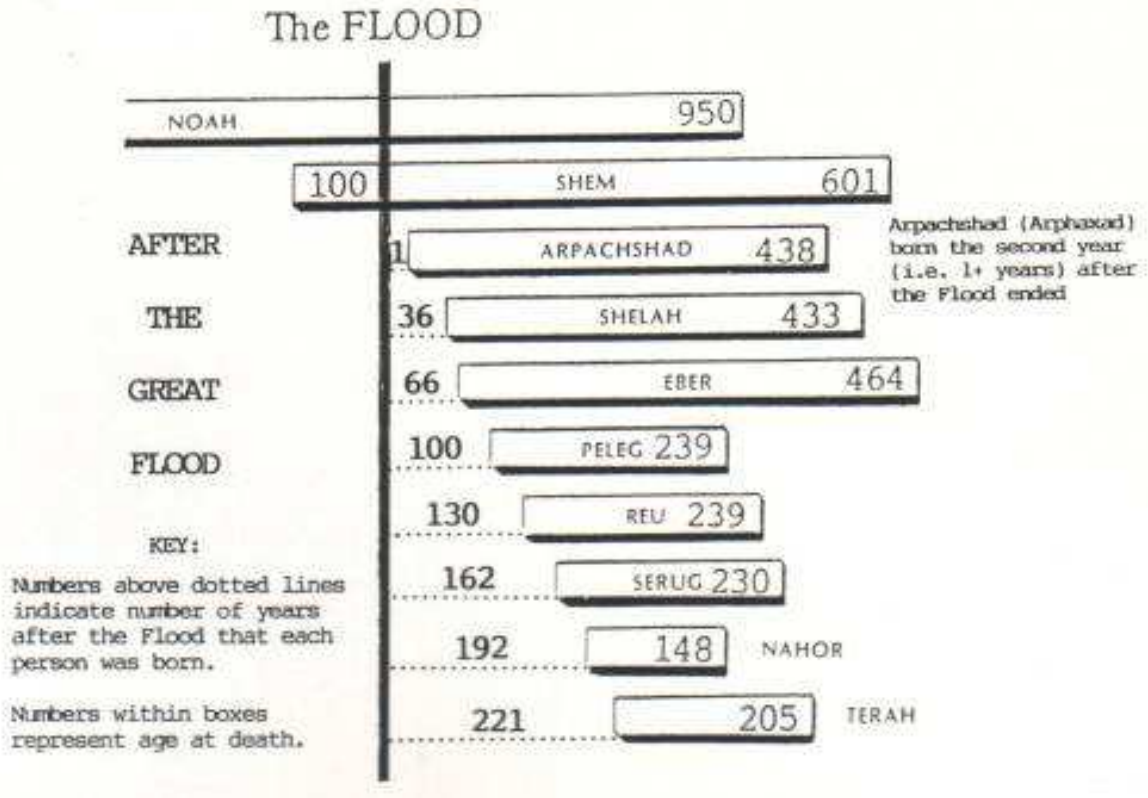 The FLOOD
NOAH 950
100 SHEM 601
AFTER
1 ARPACHSHAD 438
Arpachshad (Arphaxad)
born the second year
(i.e. 1+ years) after
the Flood ended
THE
36 SHELAH 433
GREAT
66 EBER 464
FLOOD
100 PELEG 239
130 REU 239
KEY:
Numbers above dotted lines
indicate number of years
after the Flood that each
person was born.
162 SERUG 230
192 148 NAHOR
Numbers within boxes
represent age at death.
221 205 TERAH